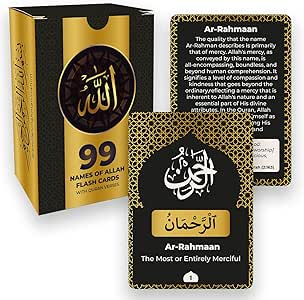 الله
99
NAMES OF ALLAH
FLASH CARDS
WITH QURAN VERSES
Ar-Rahmaan
The quality that the name
Ar-Rahman describes is primarily
that of mercy. Allah's mercy, as
conveyed by this name, is
all-encompassing, boundless, and
beyond human comprehension. It
signifies a level of compassion and
kindness that goes beyond the
ordinary, reflecting a mercy that is
inherent to Allah's nature and an
essential part of His divine
attributes. In the Quran, Allah
الرحمن
ٱلرَّحْمَانُ
Ar-Rahmaan
The Most or Entirely Merciful
1